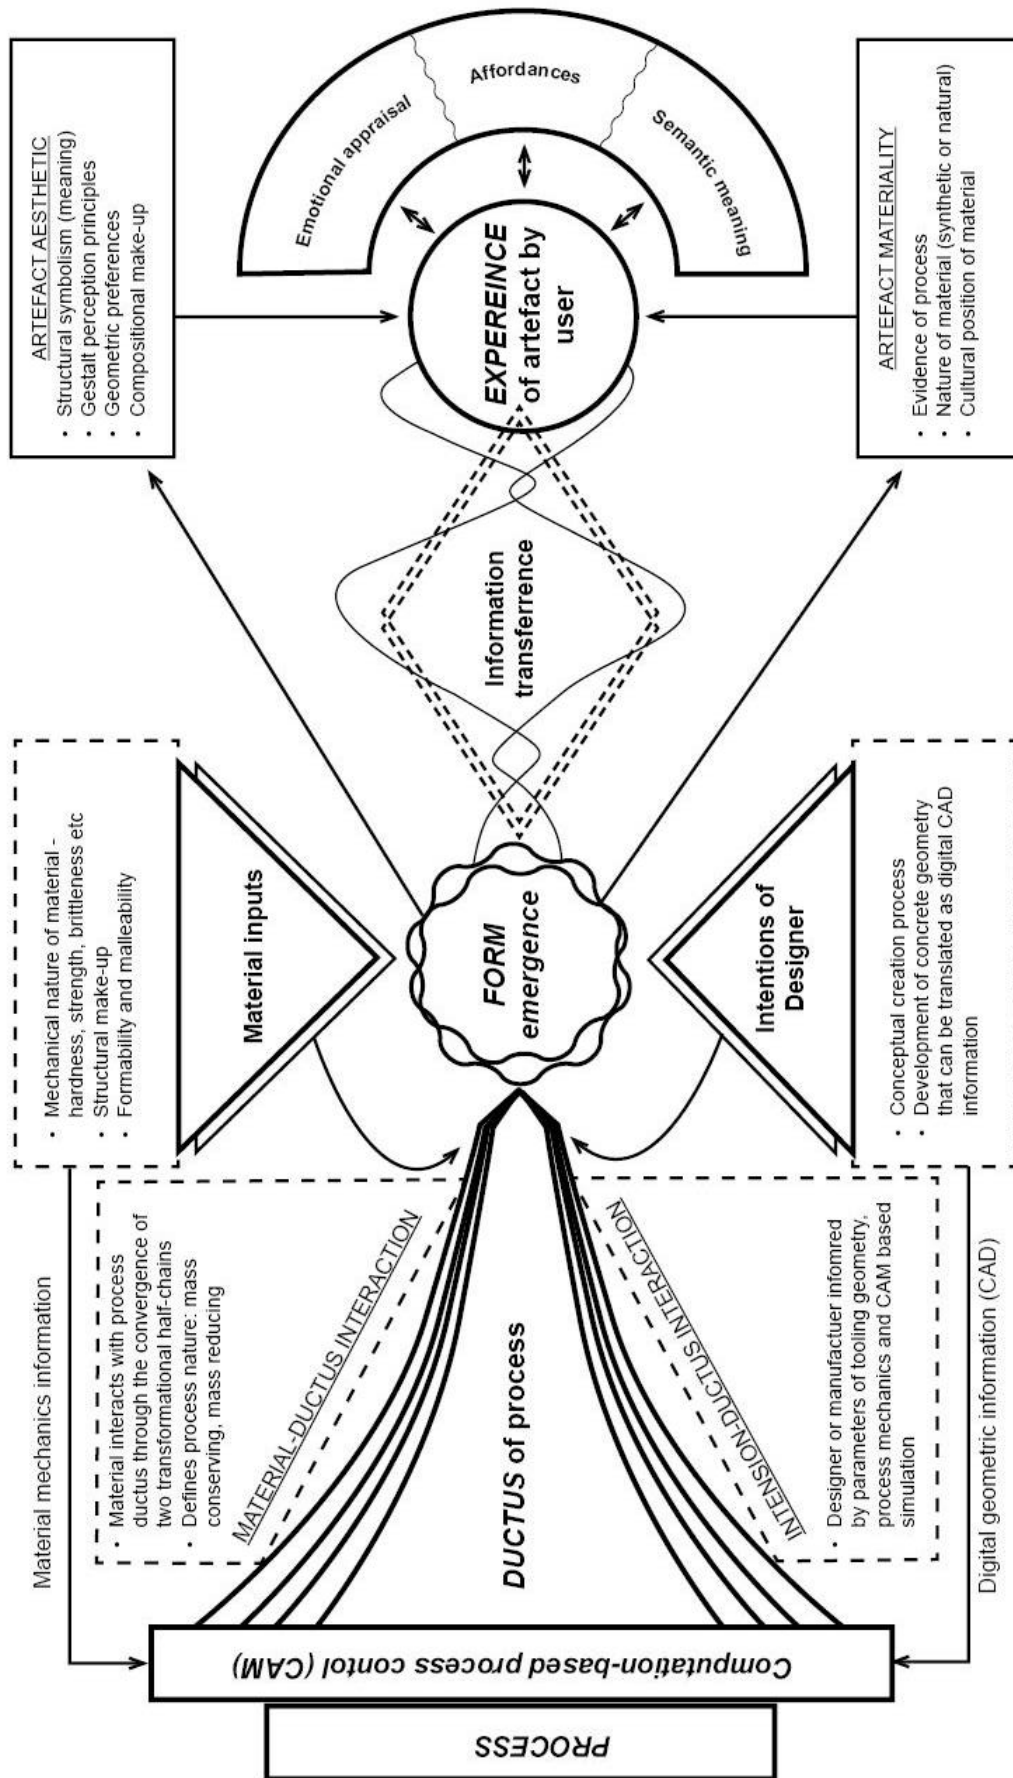 PROCESS
Computation-based process contol (CAM)
Material mechanics information
Digital geometric information (CAD)
• Material interacts with process
ductus through the convergence of
two transformational half-chains
• Defines process nature: mass
conserving, mass reducing
MATERIAL-DUCTUS INTERACTION
DUCTUS of process
INTENSION-DUCTUS INTERACTION
• Designer or manufactuer infomred
by parameters of tooling geometry,
process mechanics and CAM based
simulation
• Mechanical nature of material -
hardness, strength, brittleness etc
• Structural make-up
• Formability and malleability
Material inputs
FORM
emergence
Intentions of
Designer
• Conceptual creation process
• Development of concrete geometry
that can be translated as digital CAD
information
Information
transferrence
ARTEFACT AESTHETIC
• Structural symbolism (meaning)
• Gestalt perception principles
• Geometric preferences
• Compositional make-up
EXPEREINCE
of artefact by
user
Emotional appraisal
Affordances
Semantic meaning
ARTEFACT MATERIALITY
• Evidence of process
• Nature of material (synthetic or natural)
• Cultural position of material